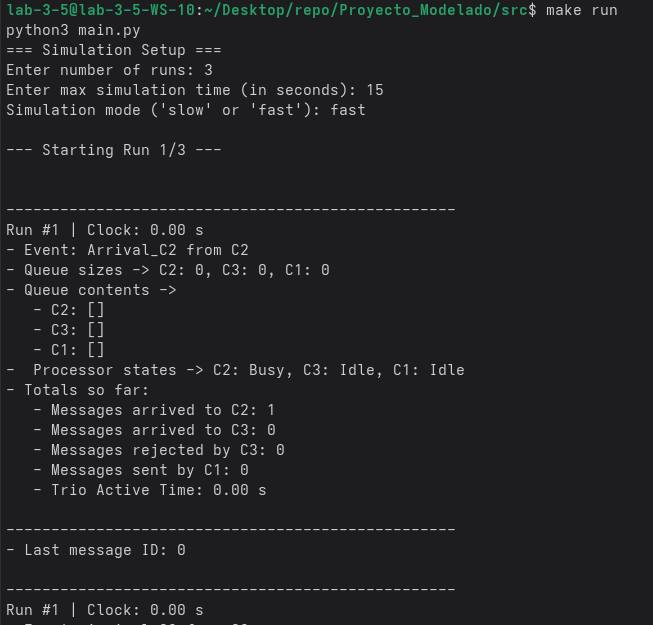 lab-3-5@lab-3-5-WS-10:~/Desktop/repo/Proyecto_Modelado/src$ make run
python3 main.py
=== Simulation Setup ===
Enter number of runs: 3
Enter max simulation time (in seconds): 15
Simulation mode ('slow' or 'fast'): fast

--- Starting Run 1/3 ---


--------------------------------------------------
Run #1 | Clock: 0.00 s
- Event: Arrival_C2 from C2
- Queue sizes -> C2: 0, C3: 0, C1: 0
- Queue contents ->
   - C2: []
   - C3: []
   - C1: []
-  Processor states -> C2: Busy, C3: Idle, C1: Idle
- Totals so far:
   - Messages arrived to C2: 1
   - Messages arrived to C3: 0
   - Messages rejected by C3: 0
   - Messages sent by C1: 0
   - Trio Active Time: 0.00 s

--------------------------------------------------
- Last message ID: 0

--------------------------------------------------
Run #1 | Clock: 0.00 s